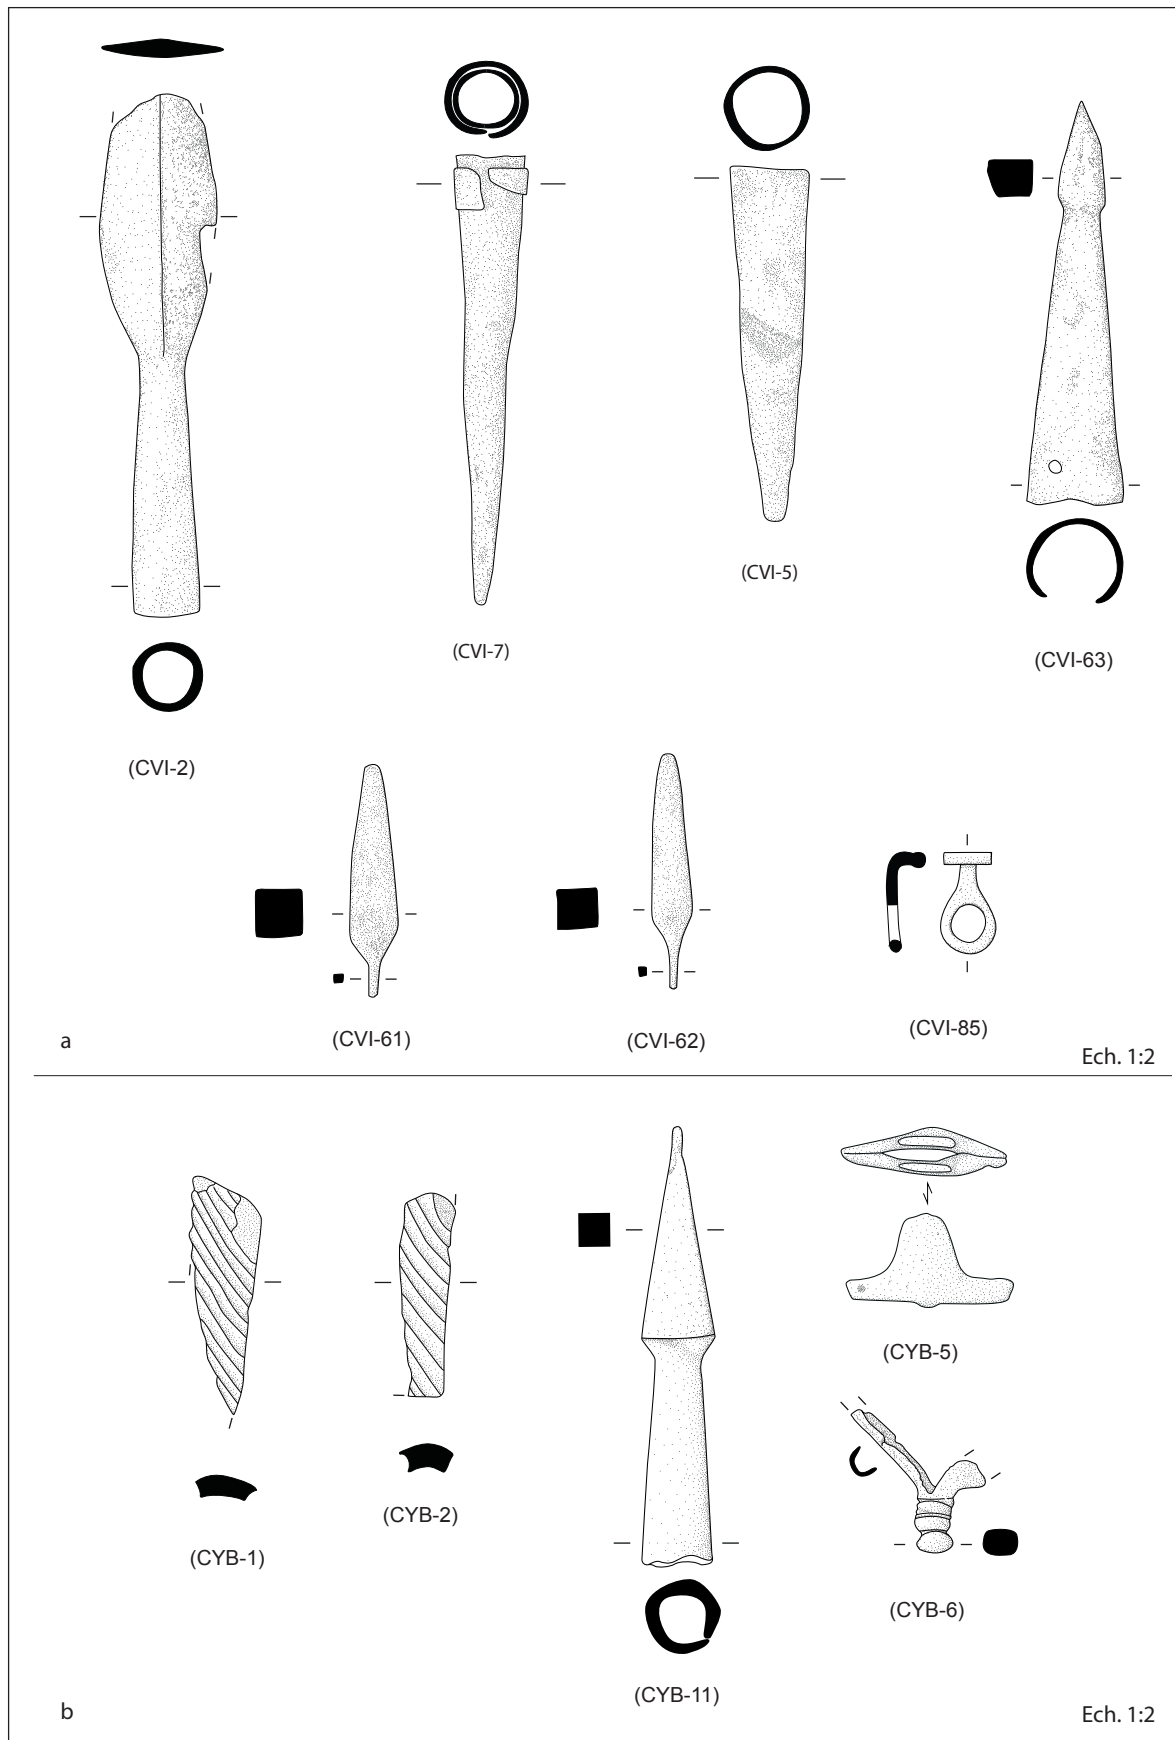 (CVI-2)
(CVI-7)
(CVI-5)
(CVI-63)
(CVI-61)
(CVI-62)
(CVI-85)
a
Ech. 1:2
(CYB-1)
(CYB-2)
(CYB-11)
(CYB-5)
(CYB-6)
b
Ech. 1:2